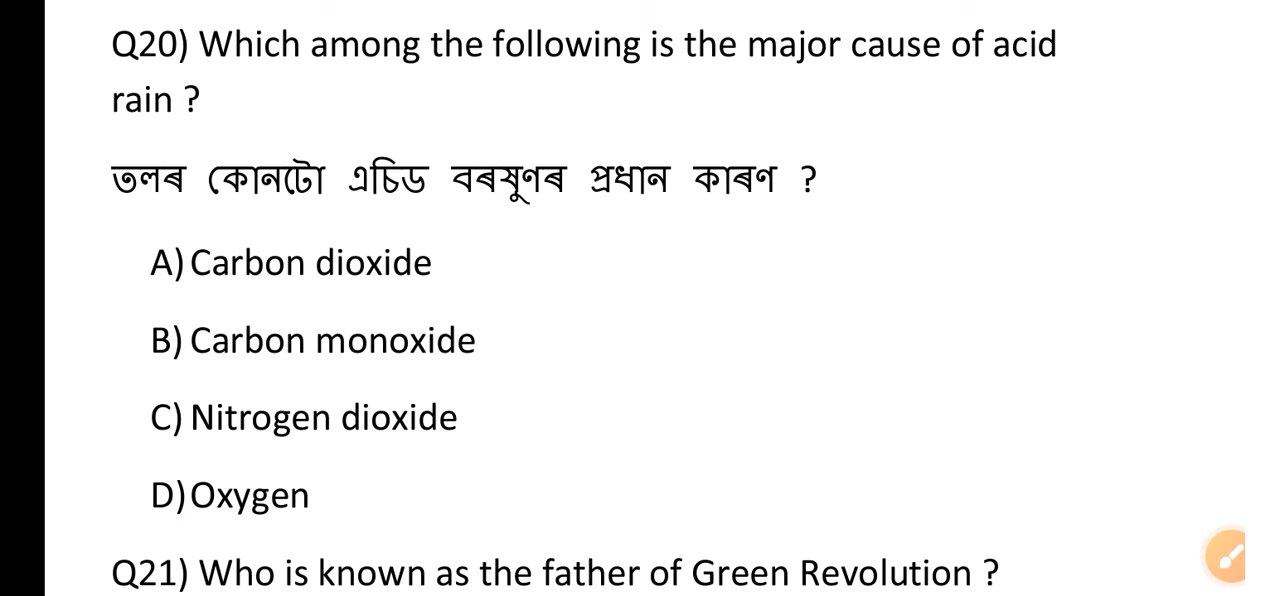 Q20) Which among the following is the major cause of acid
rain ?
তলৰ কোনটো এচিড বৰষুণৰ প্ৰধান কাৰণ ?
A) Carbon dioxide
B) Carbon monoxide
C) Nitrogen dioxide
D) Oxygen
Q21) Who is known as the father of Green Revolution ?